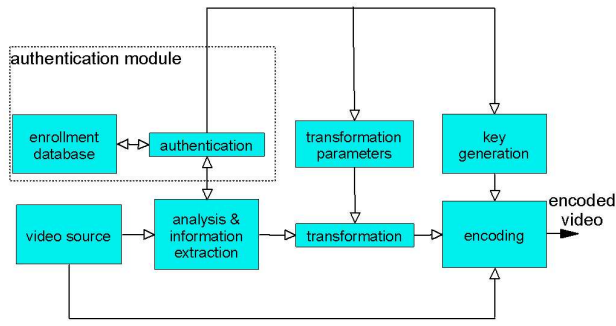 authentication module
enrollment
database
authentication
transformation
parameters
key
generation
video source
analysis &
information
extraction
transformation
encoding
encoded
video